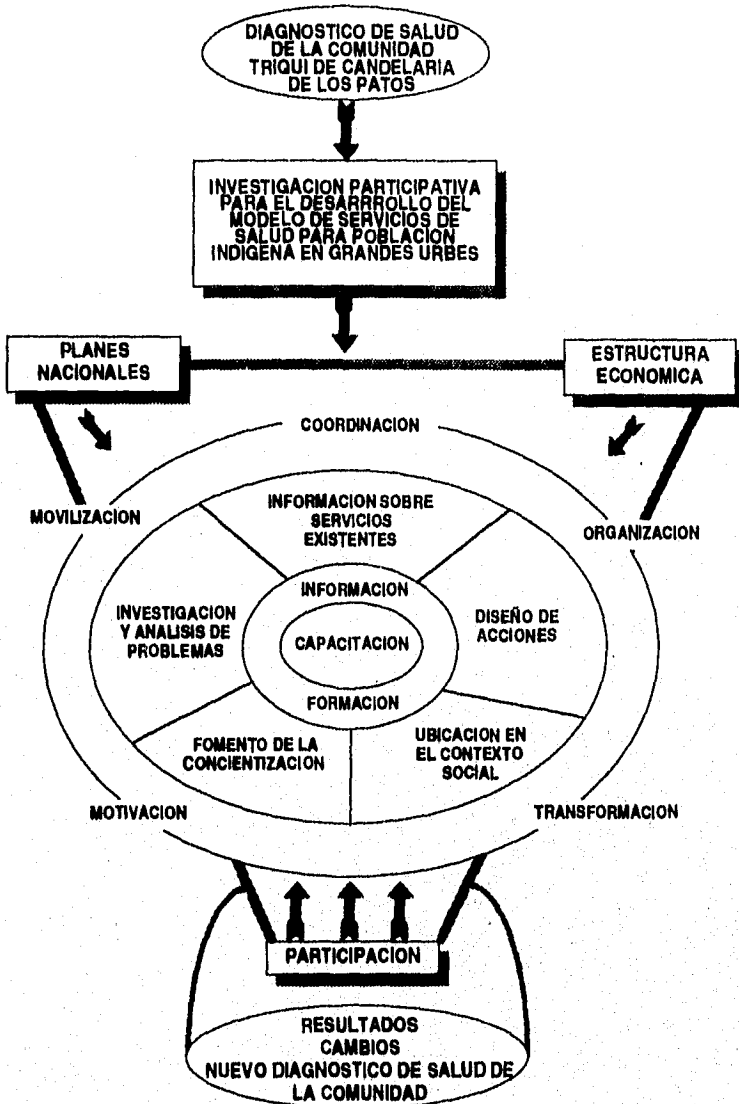 DIAGNOSTICO DE SALUD
DE LA COMUNIDAD
TRIQUI DE CANDELARIA
DE LOS PATOS
INVESTIGACION PARTICIPATIVA
PARA EL DESARRROLLO DEL
MODELO DE SERVICIOS DE
SALUD PARA POBLACION
INDIGENA EN GRANDES URBES
PLANES
NACIONALES
ESTRUCTURA
ECONOMICA
COORDINACION
MOVILIZACION
ORGANIZACION
INFORMACION SOBRE
SERVICIOS
EXISTENTES
INVESTIGACION
Y ANALISIS DE
PROBLEMAS
INFORMACION
CAPACITACION
FORMACION
DISEÑO DE
ACCIONES
FOMENTO DE LA
CONCIENTIZACION
UBICACION EN
EL CONTEXTO
SOCIAL
MOTIVACION
TRANSFORMACION
PARTICIPACION
RESULTADOS
CAMBIOS
NUEVO DIAGNOSTICO DE SALUD DE
LA COMUNIDAD